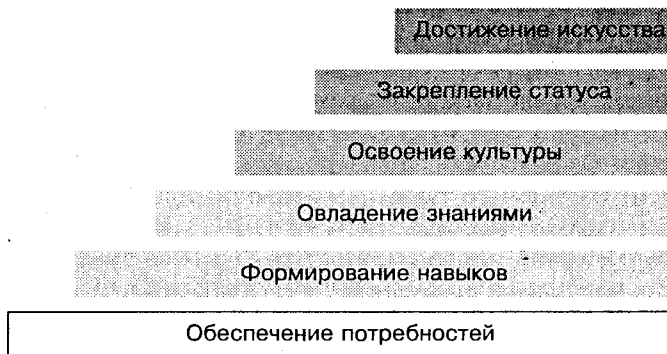 Достижение искусства
Закрепление статуса
Освоение культуры
Овладение знаниями
Формирование навыков
Обеспечение потребностей